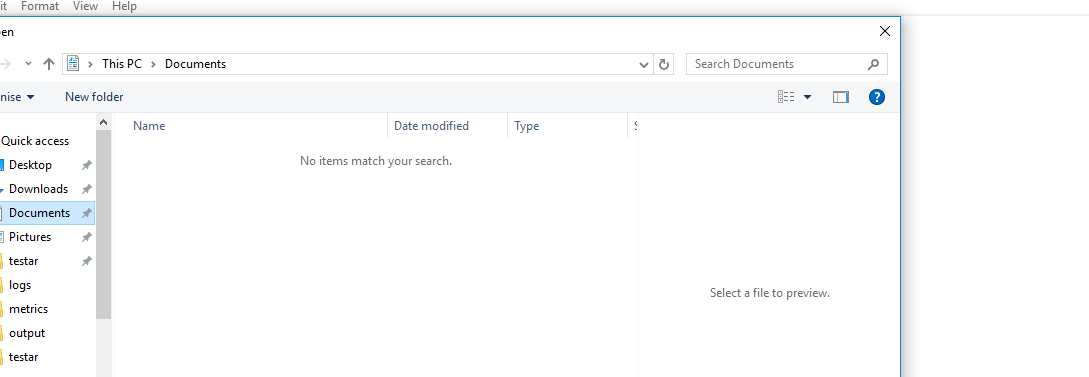 it Format View Help
en
This PC Documents Search Documents
nise New folder
Name Date modified Type S
Quick access
No items match your search.
Desktop
Downloads
Documents
Pictures
testar
logs
Select a file to preview.
metrics
output
testar